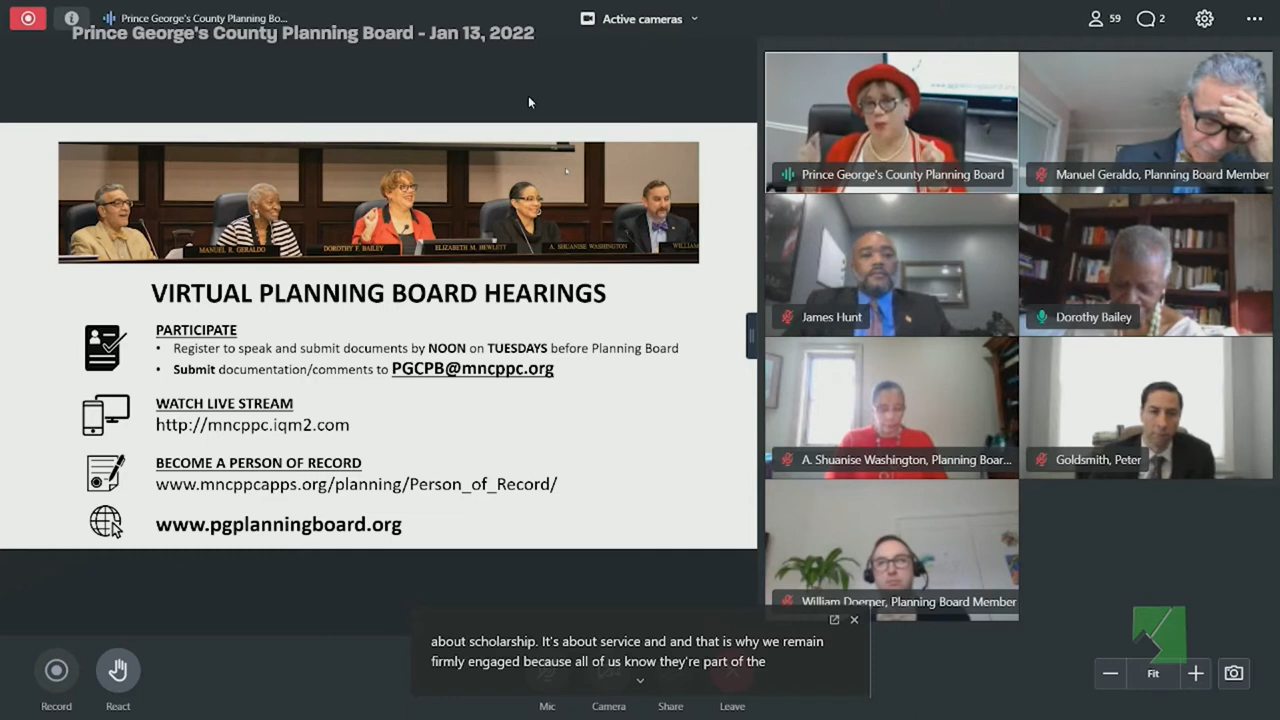 Prince George's County Planning Bo...
Active cameras
59
2
Prince George's County Planning Board - Jan 13, 2022
MANUEL R. GERALDO
DOROTHY F. BAILEY
ELIZABETH M. HEWLETT
A. SHUANISE WASHINGTON
WILLIAM
VIRTUAL PLANNING BOARD HEARINGS
PARTICIPATE
• Register to speak and submit documents by NOON on TUESDAYS before Planning Board
• Submit documentation/comments to PGCPB@mncppc.org
WATCH LIVE STREAM
http://mncppc.iqm2.com
BECOME A PERSON OF RECORD
www.mncppcapps.org/planning/Person_of_Record/
www.pgplanningboard.org
Prince George's County Planning Board
Manuel Geraldo, Planning Board Member
James Hunt
Dorothy Bailey
A. Shuanise Washington, Planning Boar...
Goldsmith, Peter
William Doerner, Planning Board Member
about scholarship. It's about service and and that is why we remain
firmly engaged because all of us know they're part of the
Fit
Record
React
Mic
Camera
Share
Leave